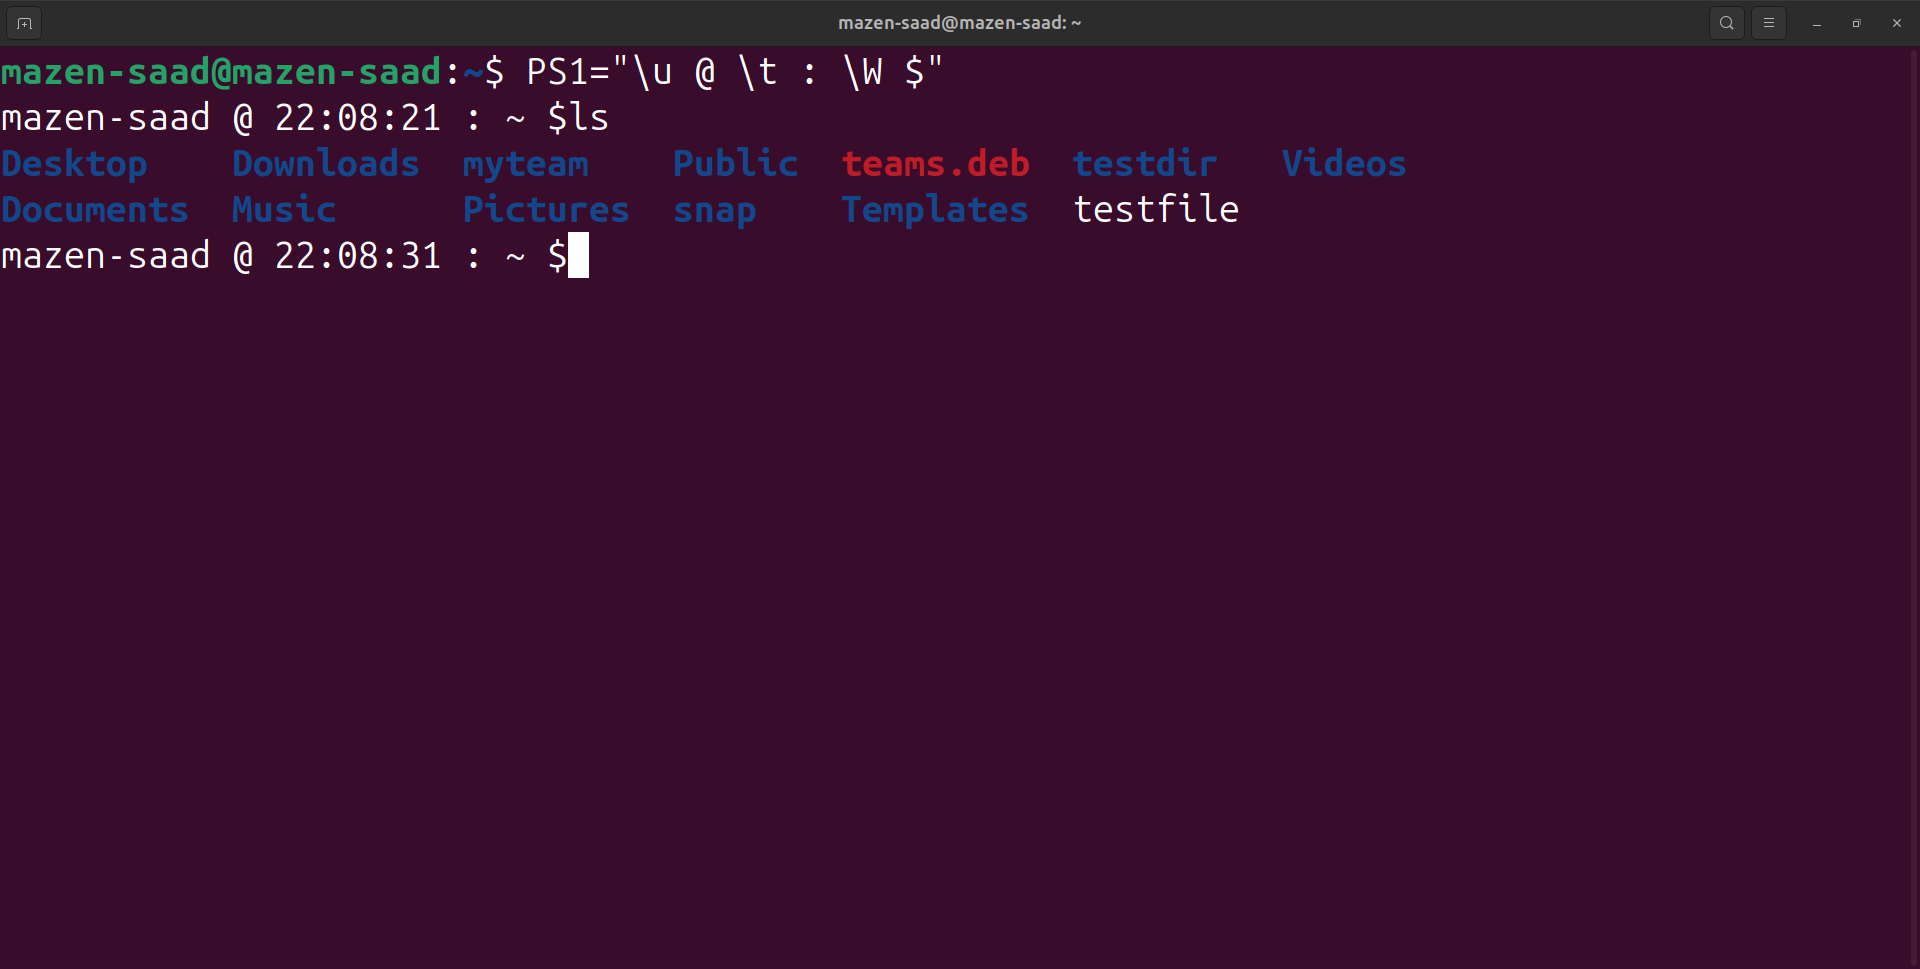 mazen-saad@mazen-saad: ~
mazen-saad@mazen-saad:~$ PS1="\u @ \t : \W $"
mazen-saad @ 22:08:21 : ~ $ls
Desktop    Downloads  myteam    Public  teams.deb  testdir   Videos
Documents  Music      Pictures  snap    Templates  testfile
mazen-saad @ 22:08:31 : ~ $